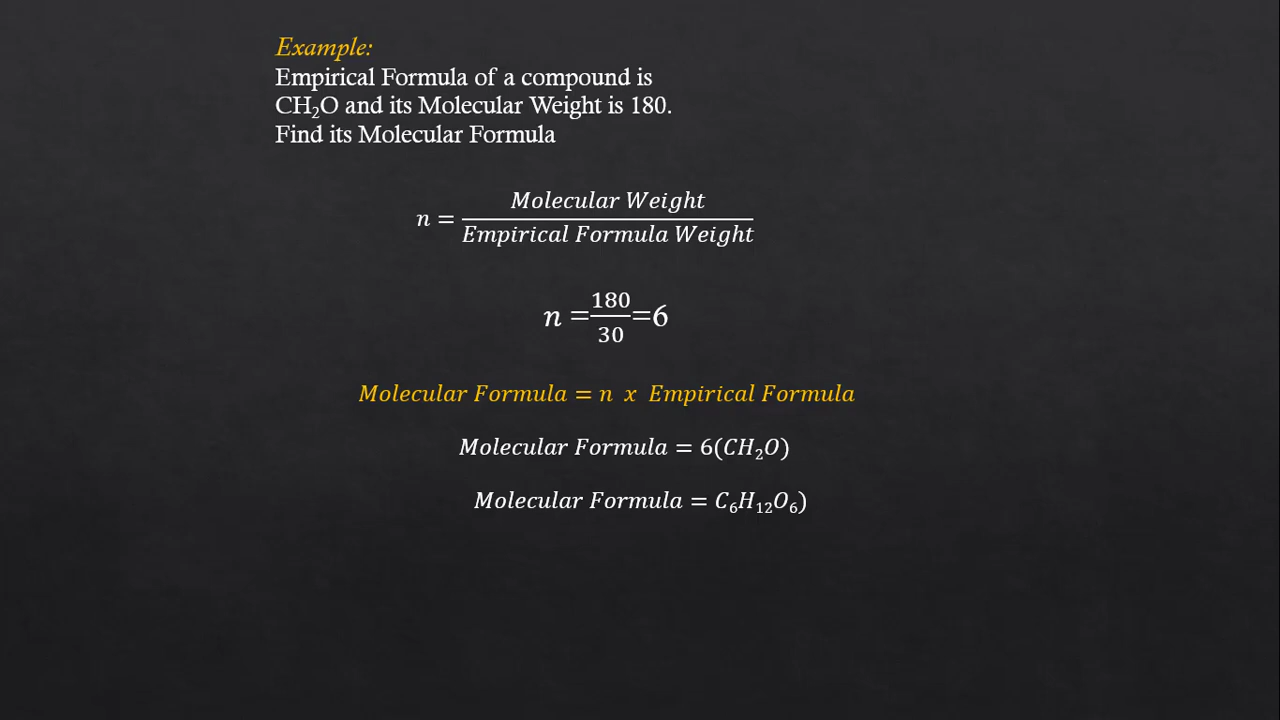 Example:
Empirical Formula of a compound is
CH₂O and its Molecular Weight is 180.
Find its Molecular Formula
n = Molecular Weight / Empirical Formula Weight
n = 180/30 = 6
Molecular Formula = n x Empirical Formula
Molecular Formula = 6(CH₂O)
Molecular Formula = C₆H₁₂O₆)